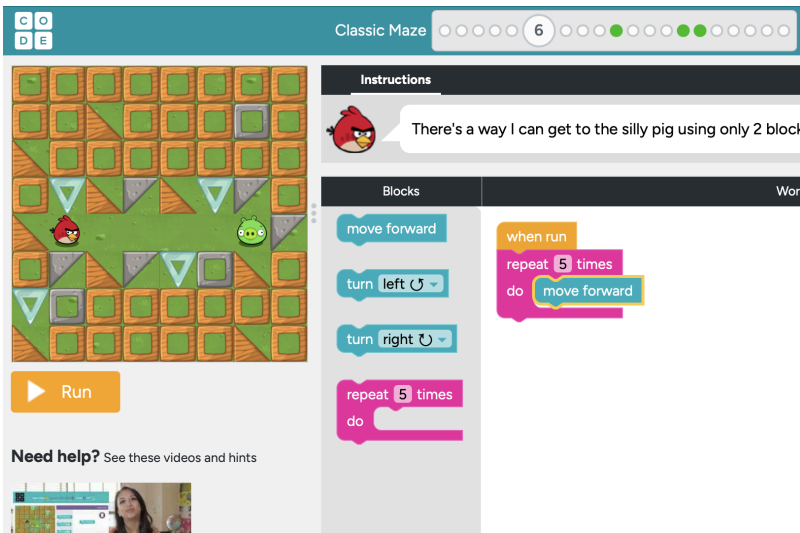 C O
D E
Classic Maze
6
Instructions
There's a way I can get to the silly pig using only 2 block
Blocks
Wor
move forward
turn left
turn right
repeat 5 times
do
when run
repeat 5 times
do move forward
Run
Need help? See these videos and hints